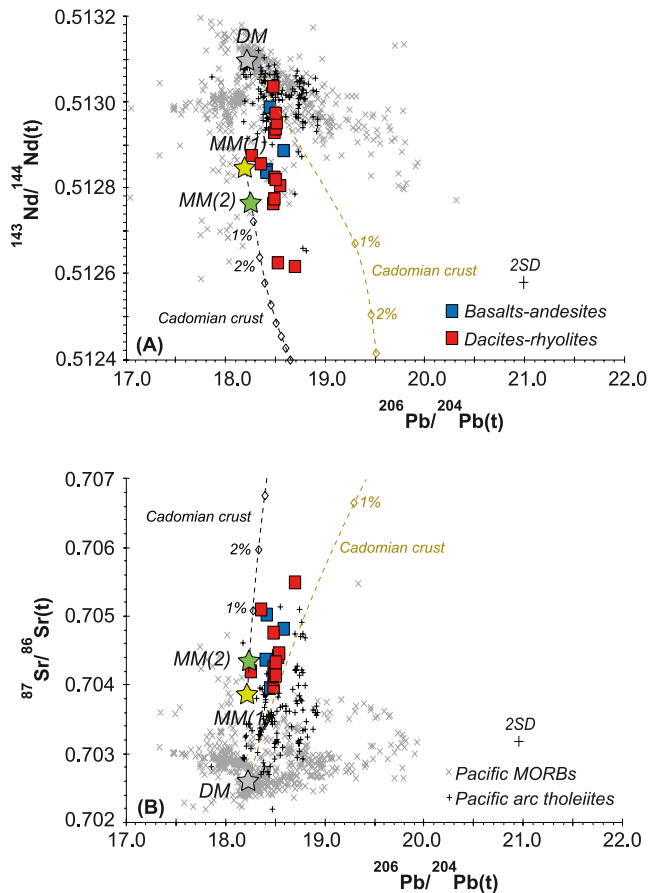 0.5132
DM
0.5130
MM(1)
0.5128
MM(2)
1%
1%
2%
Cadomian crust
2SD
0.5126
2%
Cadomian crust
Basalts-andesites
Dacites-rhyolites
(A)
0.5124
143Nd/144Nd(t)
17.0 18.0 19.0 20.0 21.0 22.0
206Pb/204Pb(t)
0.707
1%
Cadomian crust
0.706
2%
Cadomian crust
0.705
1%
MM(2)
0.704
MM(1)
2SD
0.703
Pacific MORBs
DM
Pacific arc tholeiites
(B)
0.702
87Sr/86Sr(t)
17.0 18.0 19.0 20.0 21.0 22.0
206Pb/204Pb(t)